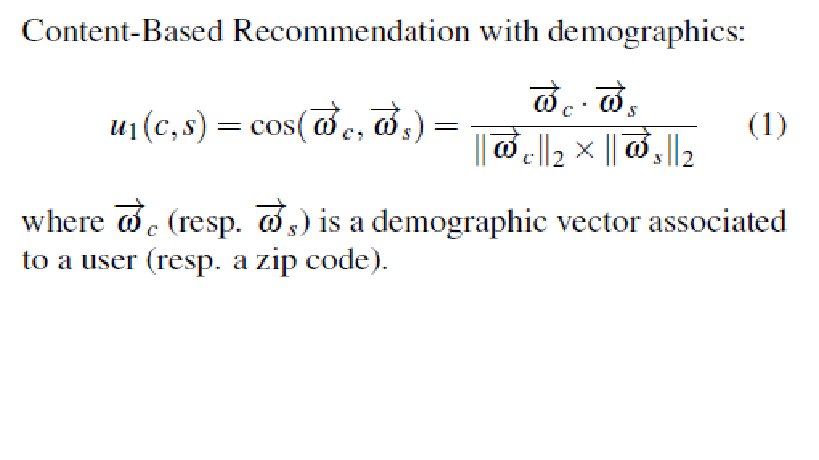 Content-Based Recommendation with demographics:
u₁(c,s) = cos(ω⃗_c, ω⃗_s) = (ω⃗_c · ω⃗_s) / (‖ω⃗_c‖₂ × ‖ω⃗_s‖₂) (1)
where ω⃗_c (resp. ω⃗_s) is a demographic vector associated
to a user (resp. a zip code).